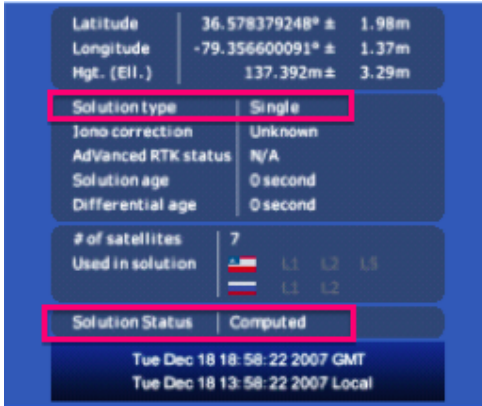 Latitude 36.578379248° ± 1.98m
Longitude -79.356600091° ± 1.37m
Hgt. (Ell.) 137.392m ± 3.29m
Solution type Single
Iono correction Unknown
AdVanced RTK status N/A
Solution age 0 second
Differential age 0 second
# of satellites 7
Used in solution L1 L2 L5
L1 L2
Solution Status Computed
Tue Dec 18 18:58:22 2007 GMT
Tue Dec 18 13:58:22 2007 Local